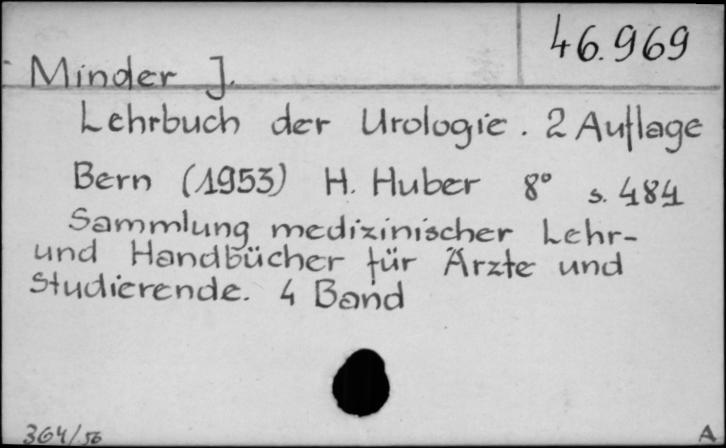 46.969
Minder J.
Lehrbuch der Urologie. 2 Auflage
Bern (1953) H. Huber 8° s. 484
Sammlung medizinischer Lehr-
und Handbücher für Ärzte und
Studierende. 4 Band
364/56
A